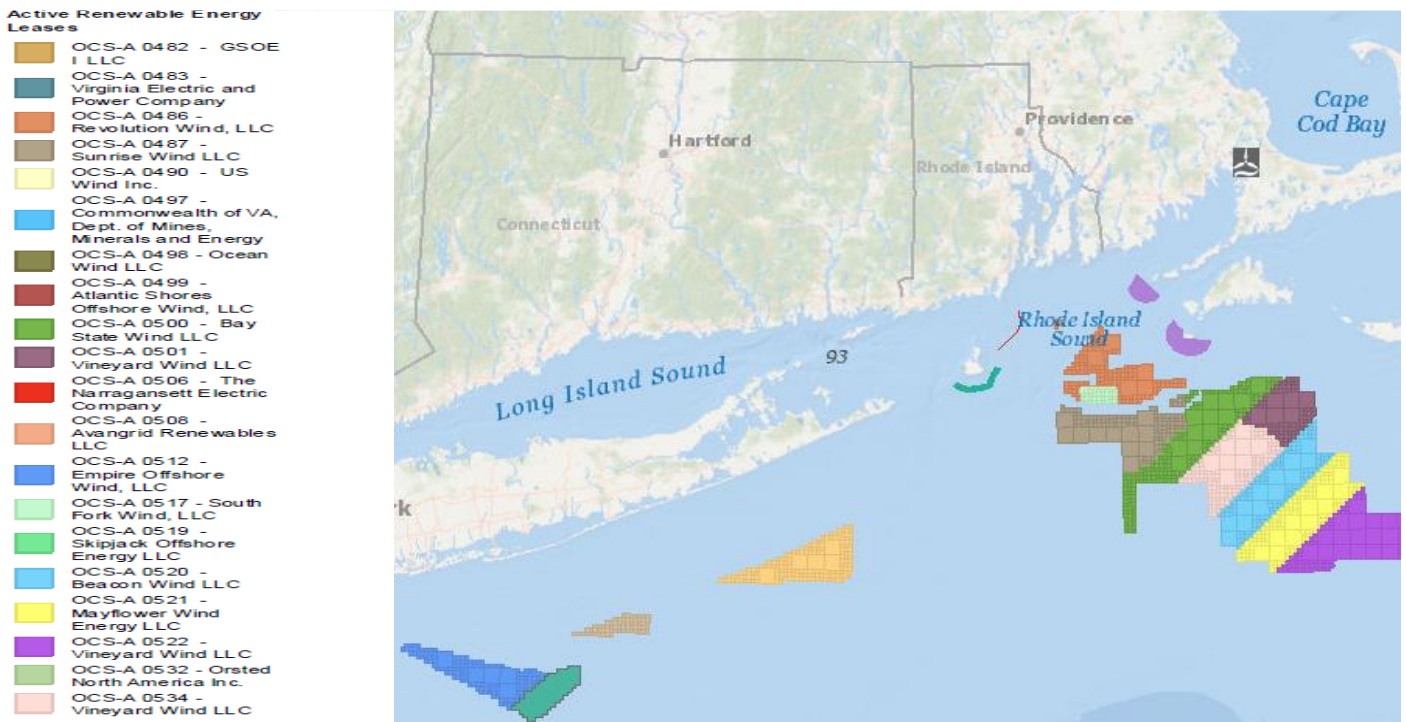 Active Renewable Energy
Leases
OCS-A 0482 - GSOE
I LLC
OCS-A 0483 -
Virginia Electric and
Power Company
OCS-A 0486 -
Revolution Wind, LLC
OCS-A 0487 -
Sunrise Wind LLC
OCS-A 0490 - US
Wind Inc.
OCS-A 0497 -
Commonwealth of VA,
Dept. of Mines,
Minerals and Energy
OCS-A 0498 - Ocean
Wind LLC
OCS-A 0499 -
Atlantic Shores
Offshore Wind, LLC
OCS-A 0500 - Bay
State Wind LLC
OCS-A 0501 -
Vineyard Wind LLC
OCS-A 0506 - The
Narragansett Electric
Company
OCS-A 0508 -
Avangrid Renewables
LLC
OCS-A 0512 -
Empire Offshore
Wind, LLC
OCS-A 0517 - South
Fork Wind, LLC
OCS-A 0519 -
Skipjack Offshore
Energy LLC
OCS-A 0520 -
Beacon Wind LLC
OCS-A 0521 -
Mayflower Wind
Energy LLC
OCS-A 0522 -
Vineyard Wind LLC
OCS-A 0532 - Orsted
North America Inc.
OCS-A 0534 -
Vineyard Wind LLC
Cape
Cod Bay
Providence
Hartford
Rhode Island
Connecticut
Rhode Island
Sound
93
Long Island Sound
rk